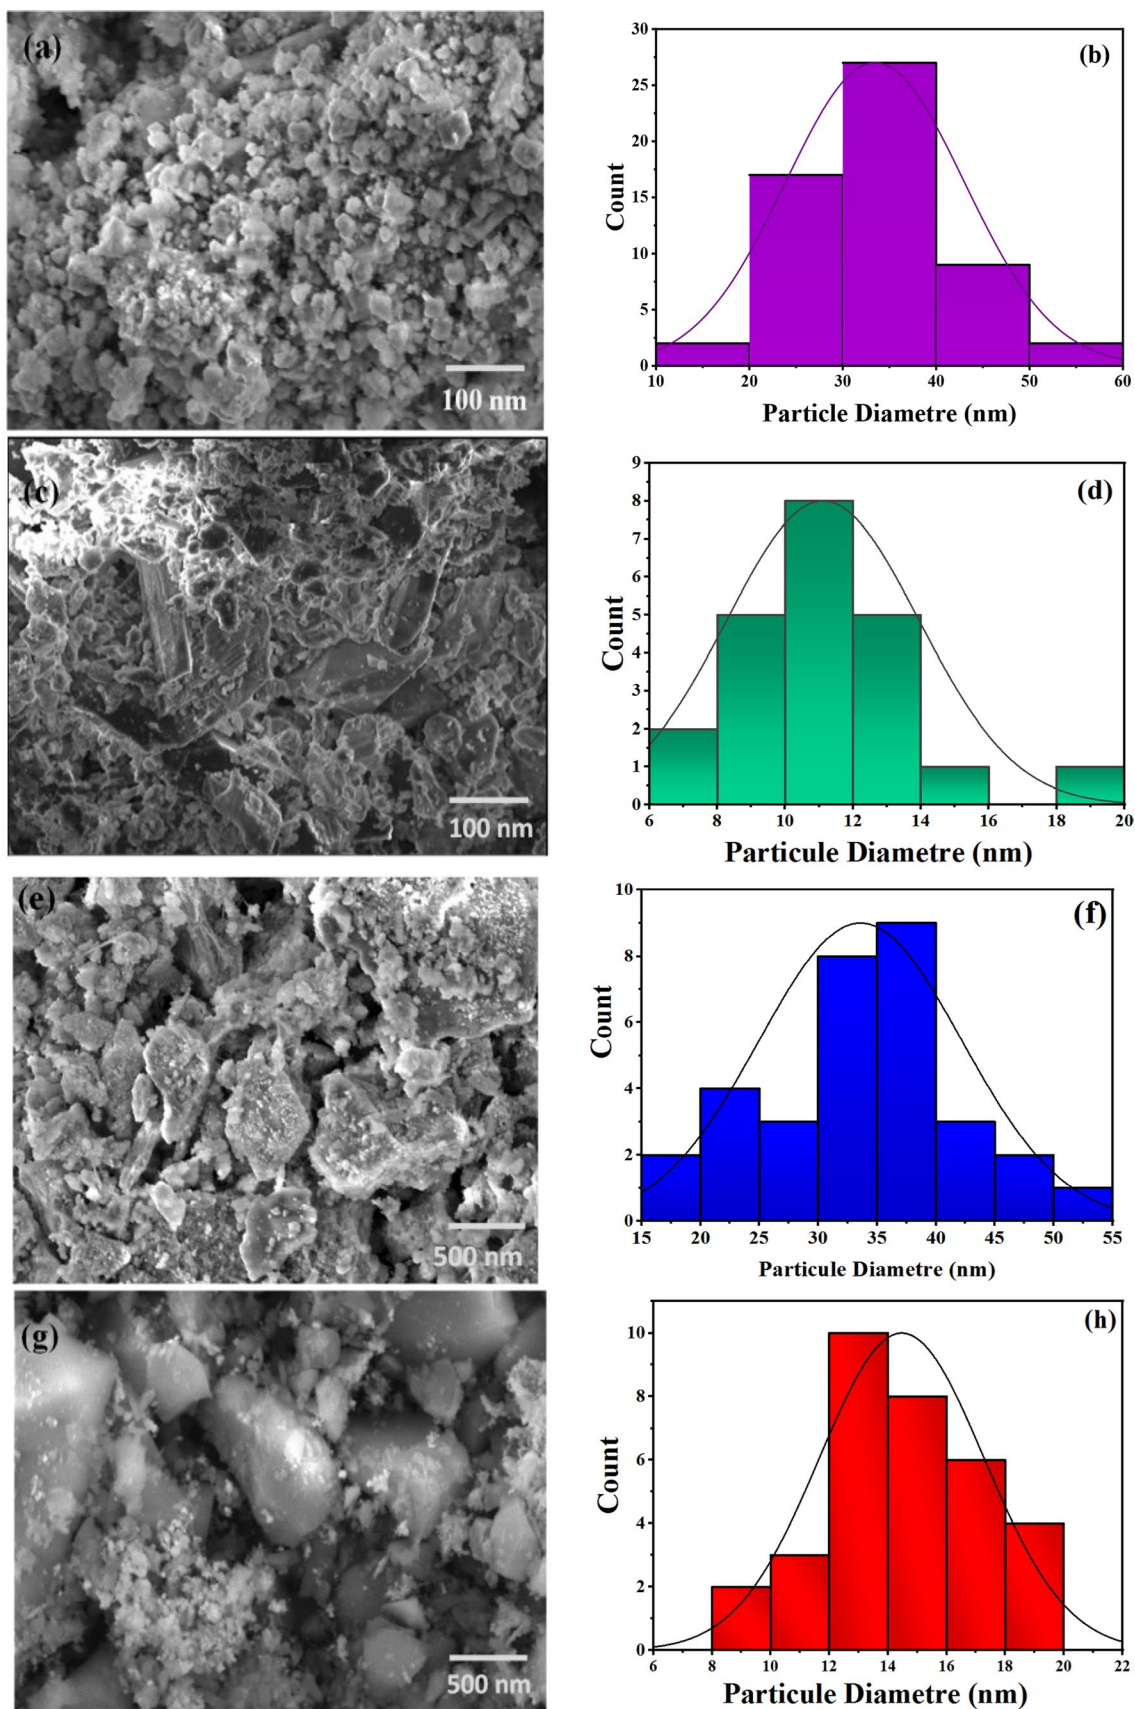 (a)
100 nm
(b)
30
25
20
15
10
5
0
Count
10 20 30 40 50 60
Particle Diametre (nm)
(c)
100 nm
(d)
9
8
7
6
5
4
3
2
1
0
Count
6 8 10 12 14 16 18 20
Particule Diametre (nm)
(e)
500 nm
(f)
10
8
6
4
2
0
Count
15 20 25 30 35 40 45 50 55
Particule Diametre (nm)
(g)
500 nm
(h)
10
8
6
4
2
0
Count
6 8 10 12 14 16 18 20 22
Particule Diametre (nm)